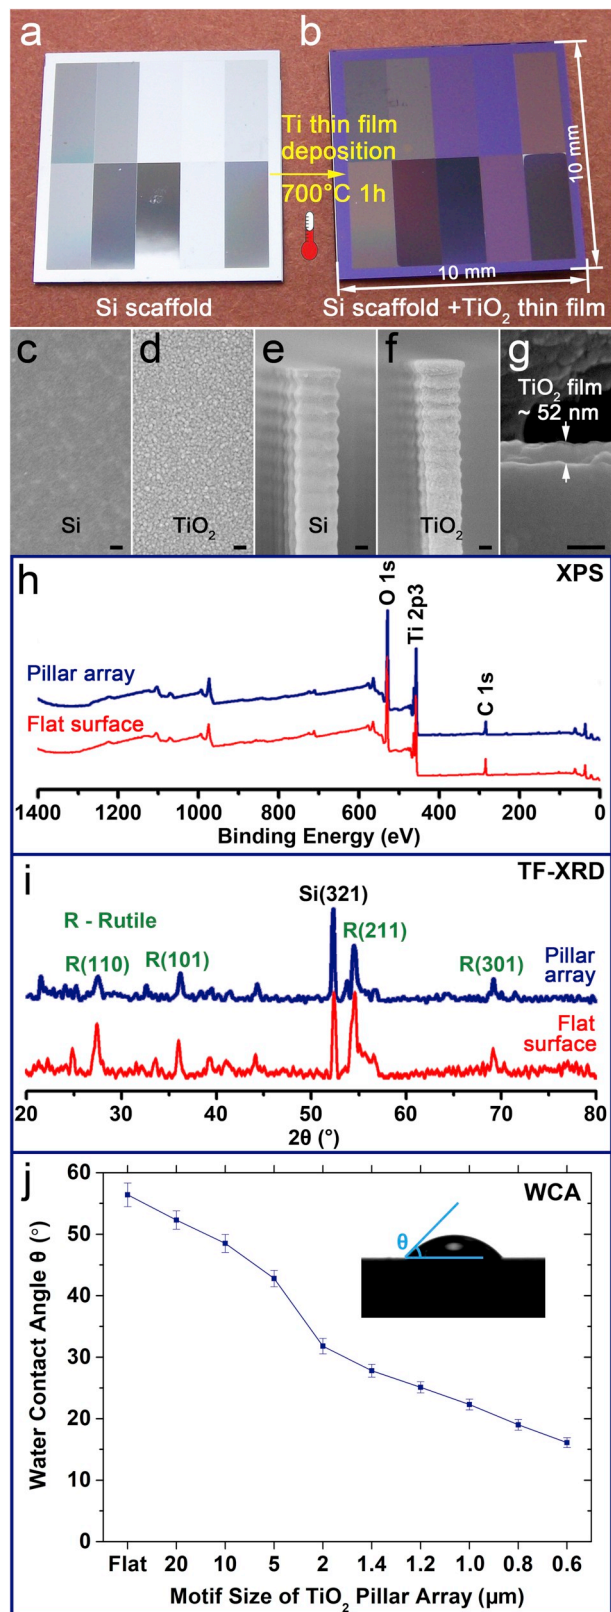 a
b
Ti thin film
deposition
700°C 1h
10 mm
10 mm
Si scaffold
Si scaffold +TiO₂ thin film
c
d
e
f
g
TiO₂ film
~ 52 nm
Si
TiO₂
Si
TiO₂
h
XPS
O 1s
Ti 2p3
C 1s
Pillar array
Flat surface
1400 1200 1000 800 600 400 200 0
Binding Energy (eV)
i
TF-XRD
Si(321)
R - Rutile
R(110)
R(101)
R(211)
R(301)
Pillar
array
Flat
surface
20 30 40 50 60 70 80
2θ (°)
j
WCA
θ
60
50
40
30
20
10
0
Water Contact Angle θ (°)
Flat 20 10 5 2 1.4 1.2 1.0 0.8 0.6
Motif Size of TiO₂ Pillar Array (μm)